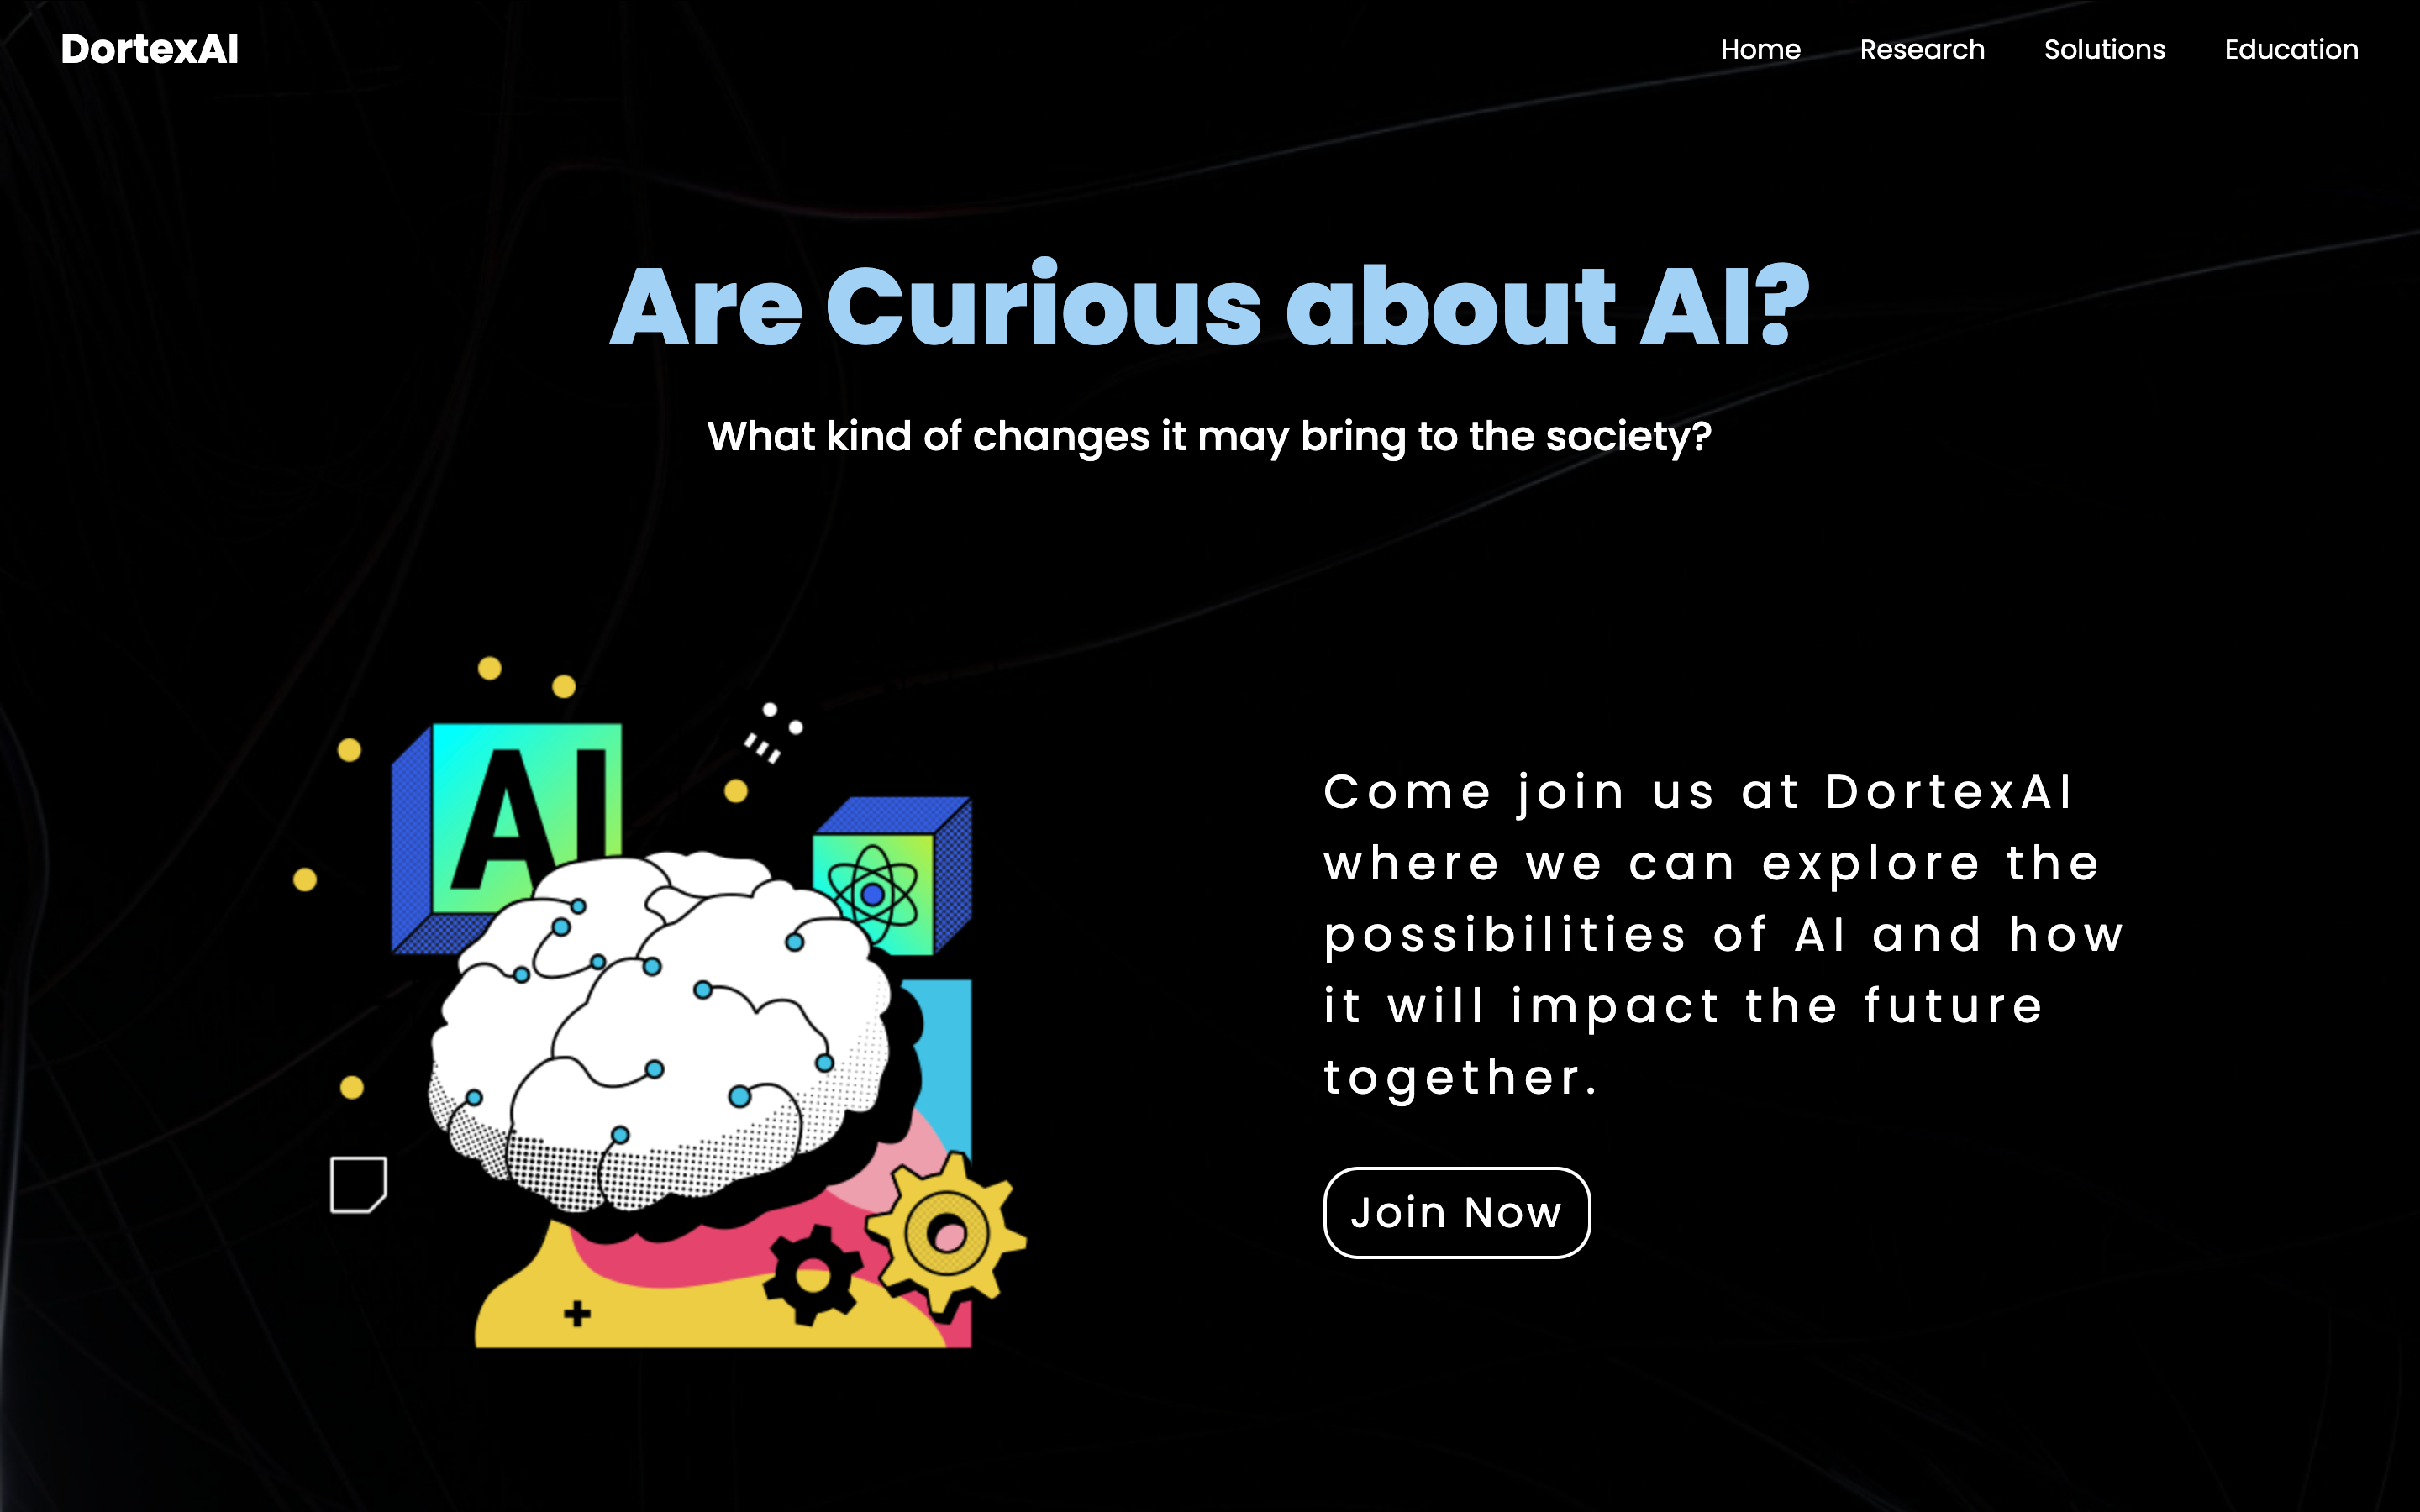 DortexAI
Home Research Solutions Education
Are Curious about AI?
What kind of changes it may bring to the society?
AI
Come join us at DortexAI
where we can explore the
possibilities of AI and how
it will impact the future
together.
Join Now